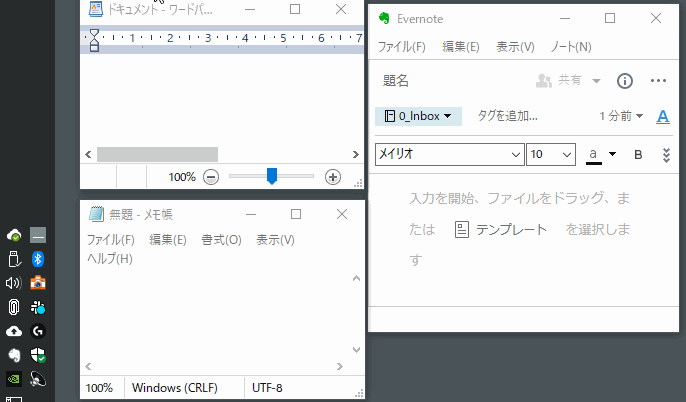 ドキュメント - ワードパ...
1 2 3 4 5 6 7
100%
無題 - メモ帳
ファイル(F) 編集(E) 書式(O) 表示(V)
ヘルプ(H)
100% Windows (CRLF) UTF-8
Evernote
ファイル(F) 編集(E) 表示(V) ノート(N)
題名 共有
0_Inbox タグを追加... 1 分前 A
メイリオ 10 a B
入力を開始、ファイルをドラッグ、ま
たは テンプレート を選択しま
す